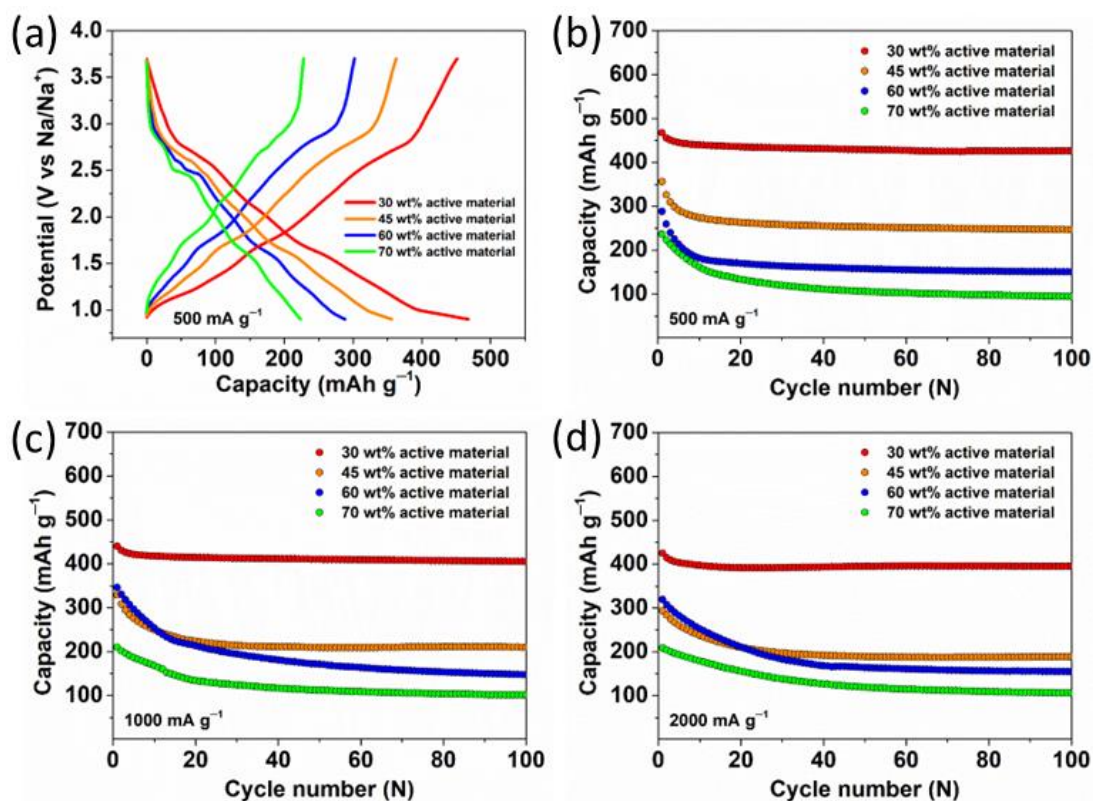 (a)
Potential (V vs Na/Na⁺)
4.0
3.5
3.0
2.5
2.0
1.5
1.0
30 wt% active material
45 wt% active material
60 wt% active material
70 wt% active material
500 mA g⁻¹
0 100 200 300 400 500
Capacity (mAh g⁻¹)
(b)
Capacity (mAh g⁻¹)
700
600
500
400
300
200
100
30 wt% active material
45 wt% active material
60 wt% active material
70 wt% active material
500 mA g⁻¹
0 20 40 60 80 100
Cycle number (N)
(c)
Capacity (mAh g⁻¹)
700
600
500
400
300
200
100
30 wt% active material
45 wt% active material
60 wt% active material
70 wt% active material
1000 mA g⁻¹
0 20 40 60 80 100
Cycle number (N)
(d)
Capacity (mAh g⁻¹)
700
600
500
400
300
200
100
30 wt% active material
45 wt% active material
60 wt% active material
70 wt% active material
2000 mA g⁻¹
0 20 40 60 80 100
Cycle number (N)